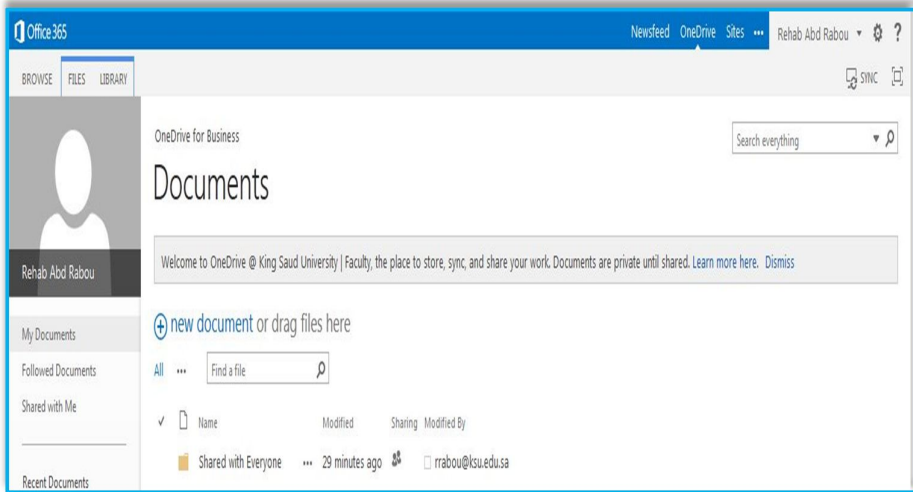 Office 365
Newsfeed OneDrive Sites ••• Rehab Abd Rabou ?
BROWSE FILES LIBRARY SYNC
OneDrive for Business
Search everything
Documents
Rehab Abd Rabou
Welcome to OneDrive @ King Saud University | Faculty, the place to store, sync, and share your work. Documents are private until shared. Learn more here. Dismiss
new document or drag files here
My Documents
Followed Documents
Shared with Me
Recent Documents
All ••• Find a file
Name Modified Sharing Modified By
Shared with Everyone ••• 29 minutes ago rrabou@ksu.edu.sa